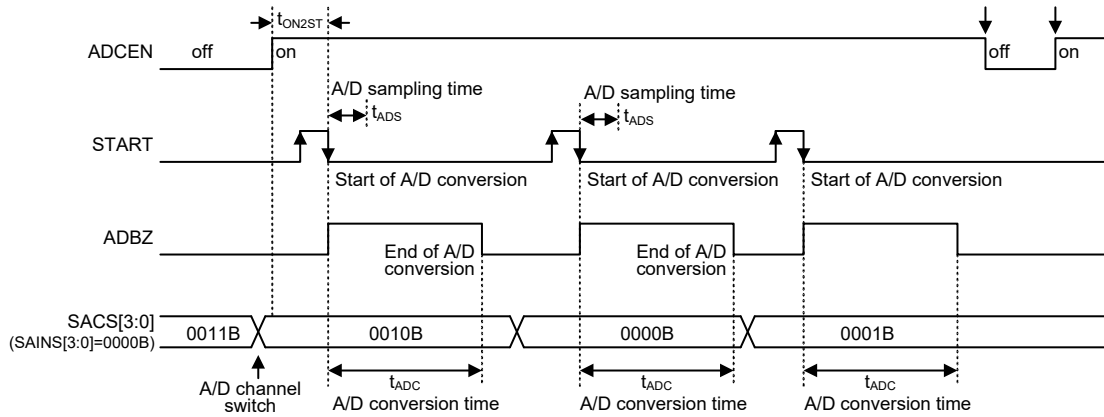 tON2ST
ADCEN
off
on
off
on
A/D sampling time
tADS
A/D sampling time
tADS
START
Start of A/D conversion
Start of A/D conversion
Start of A/D conversion
ADBZ
End of A/D
conversion
End of A/D
conversion
SACS[3:0]
(SAINS[3:0]=0000B)
0011B
0010B
0000B
0001B
A/D channel
switch
tADC
A/D conversion time
tADC
A/D conversion time
tADC
A/D conversion time